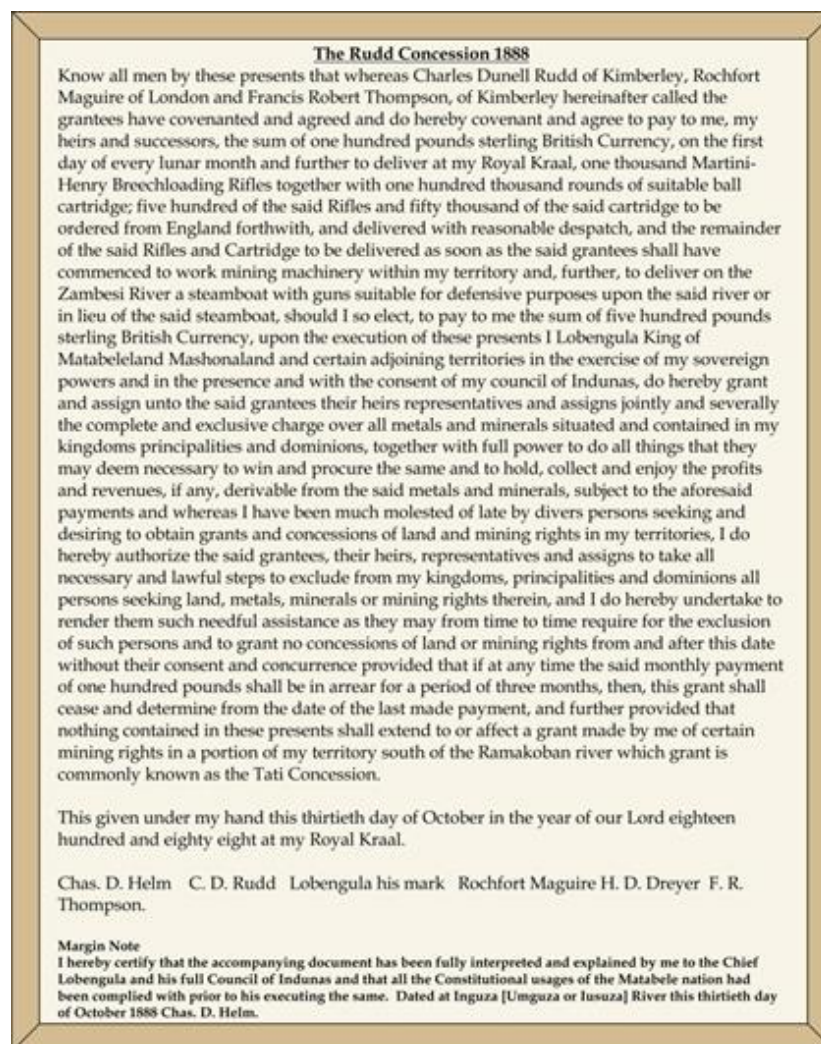 The Rudd Concession 1888
Know all men by these presents that whereas Charles Dunell Rudd of Kimberley, Rochfort
Maguire of London and Francis Robert Thompson, of Kimberley hereinafter called the
grantees have covenanted and agreed and do hereby covenant and agree to pay to me, my
heirs and successors, the sum of one hundred pounds sterling British Currency, on the first
day of every lunar month and further to deliver at my Royal Kraal, one thousand Martini-
Henry Breechloading Rifles together with one hundred thousand rounds of suitable ball
cartridge; five hundred of the said Rifles and fifty thousand of the said cartridge to be
ordered from England forthwith, and delivered with reasonable despatch, and the remainder
of the said Rifles and Cartridge to be delivered as soon as the said grantees shall have
commenced to work mining machinery within my territory and, further, to deliver on the
Zambesi River a steamboat with guns suitable for defensive purposes upon the said river or
in lieu of the said steamboat, should I so elect, to pay to me the sum of five hundred pounds
sterling British Currency, upon the execution of these presents I Lobengula King of
Matabeleland Mashonaland and certain adjoining territories in the exercise of my sovereign
powers and in the presence and with the consent of my council of Indunas, do hereby grant
and assign unto the said grantees their heirs representatives and assigns jointly and severally
the complete and exclusive charge over all metals and minerals situated and contained in my
kingdoms principalities and dominions, together with full power to do all things that they
may deem necessary to win and procure the same and to hold, collect and enjoy the profits
and revenues, if any, derivable from the said metals and minerals, subject to the aforesaid
payments and whereas I have been much molested of late by divers persons seeking and
desiring to obtain grants and concessions of land and mining rights in my territories, I do
hereby authorize the said grantees, their heirs, representatives and assigns to take all
necessary and lawful steps to exclude from my kingdoms, principalities and dominions all
persons seeking land, metals, minerals or mining rights therein, and I do hereby undertake to
render them such needful assistance as they may from time to time require for the exclusion
of such persons and to grant no concessions of land or mining rights from and after this date
without their consent and concurrence provided that if at any time the said monthly payment
of one hundred pounds shall be in arrear for a period of three months, then, this grant shall
cease and determine from the date of the last made payment, and further provided that
nothing contained in these presents shall extend to or affect a grant made by me of certain
mining rights in a portion of my territory south of the Ramakoban river which grant is
commonly known as the Tati Concession.
This given under my hand this thirtieth day of October in the year of our Lord eighteen
hundred and eighty eight at my Royal Kraal.
Chas. D. Helm C. D. Rudd Lobengula his mark Rochfort Maguire H. D. Dreyer F. R.
Thompson.
Margin Note
I hereby certify that the accompanying document has been fully interpreted and explained by me to the Chief
Lobengula and his full Council of Indunas and that all the Constitutional usages of the Matabele nation had
been complied with prior to his executing the same. Dated at Inguza [Umguza or Iusuza] River this thirtieth day
of October 1888 Chas. D. Helm.